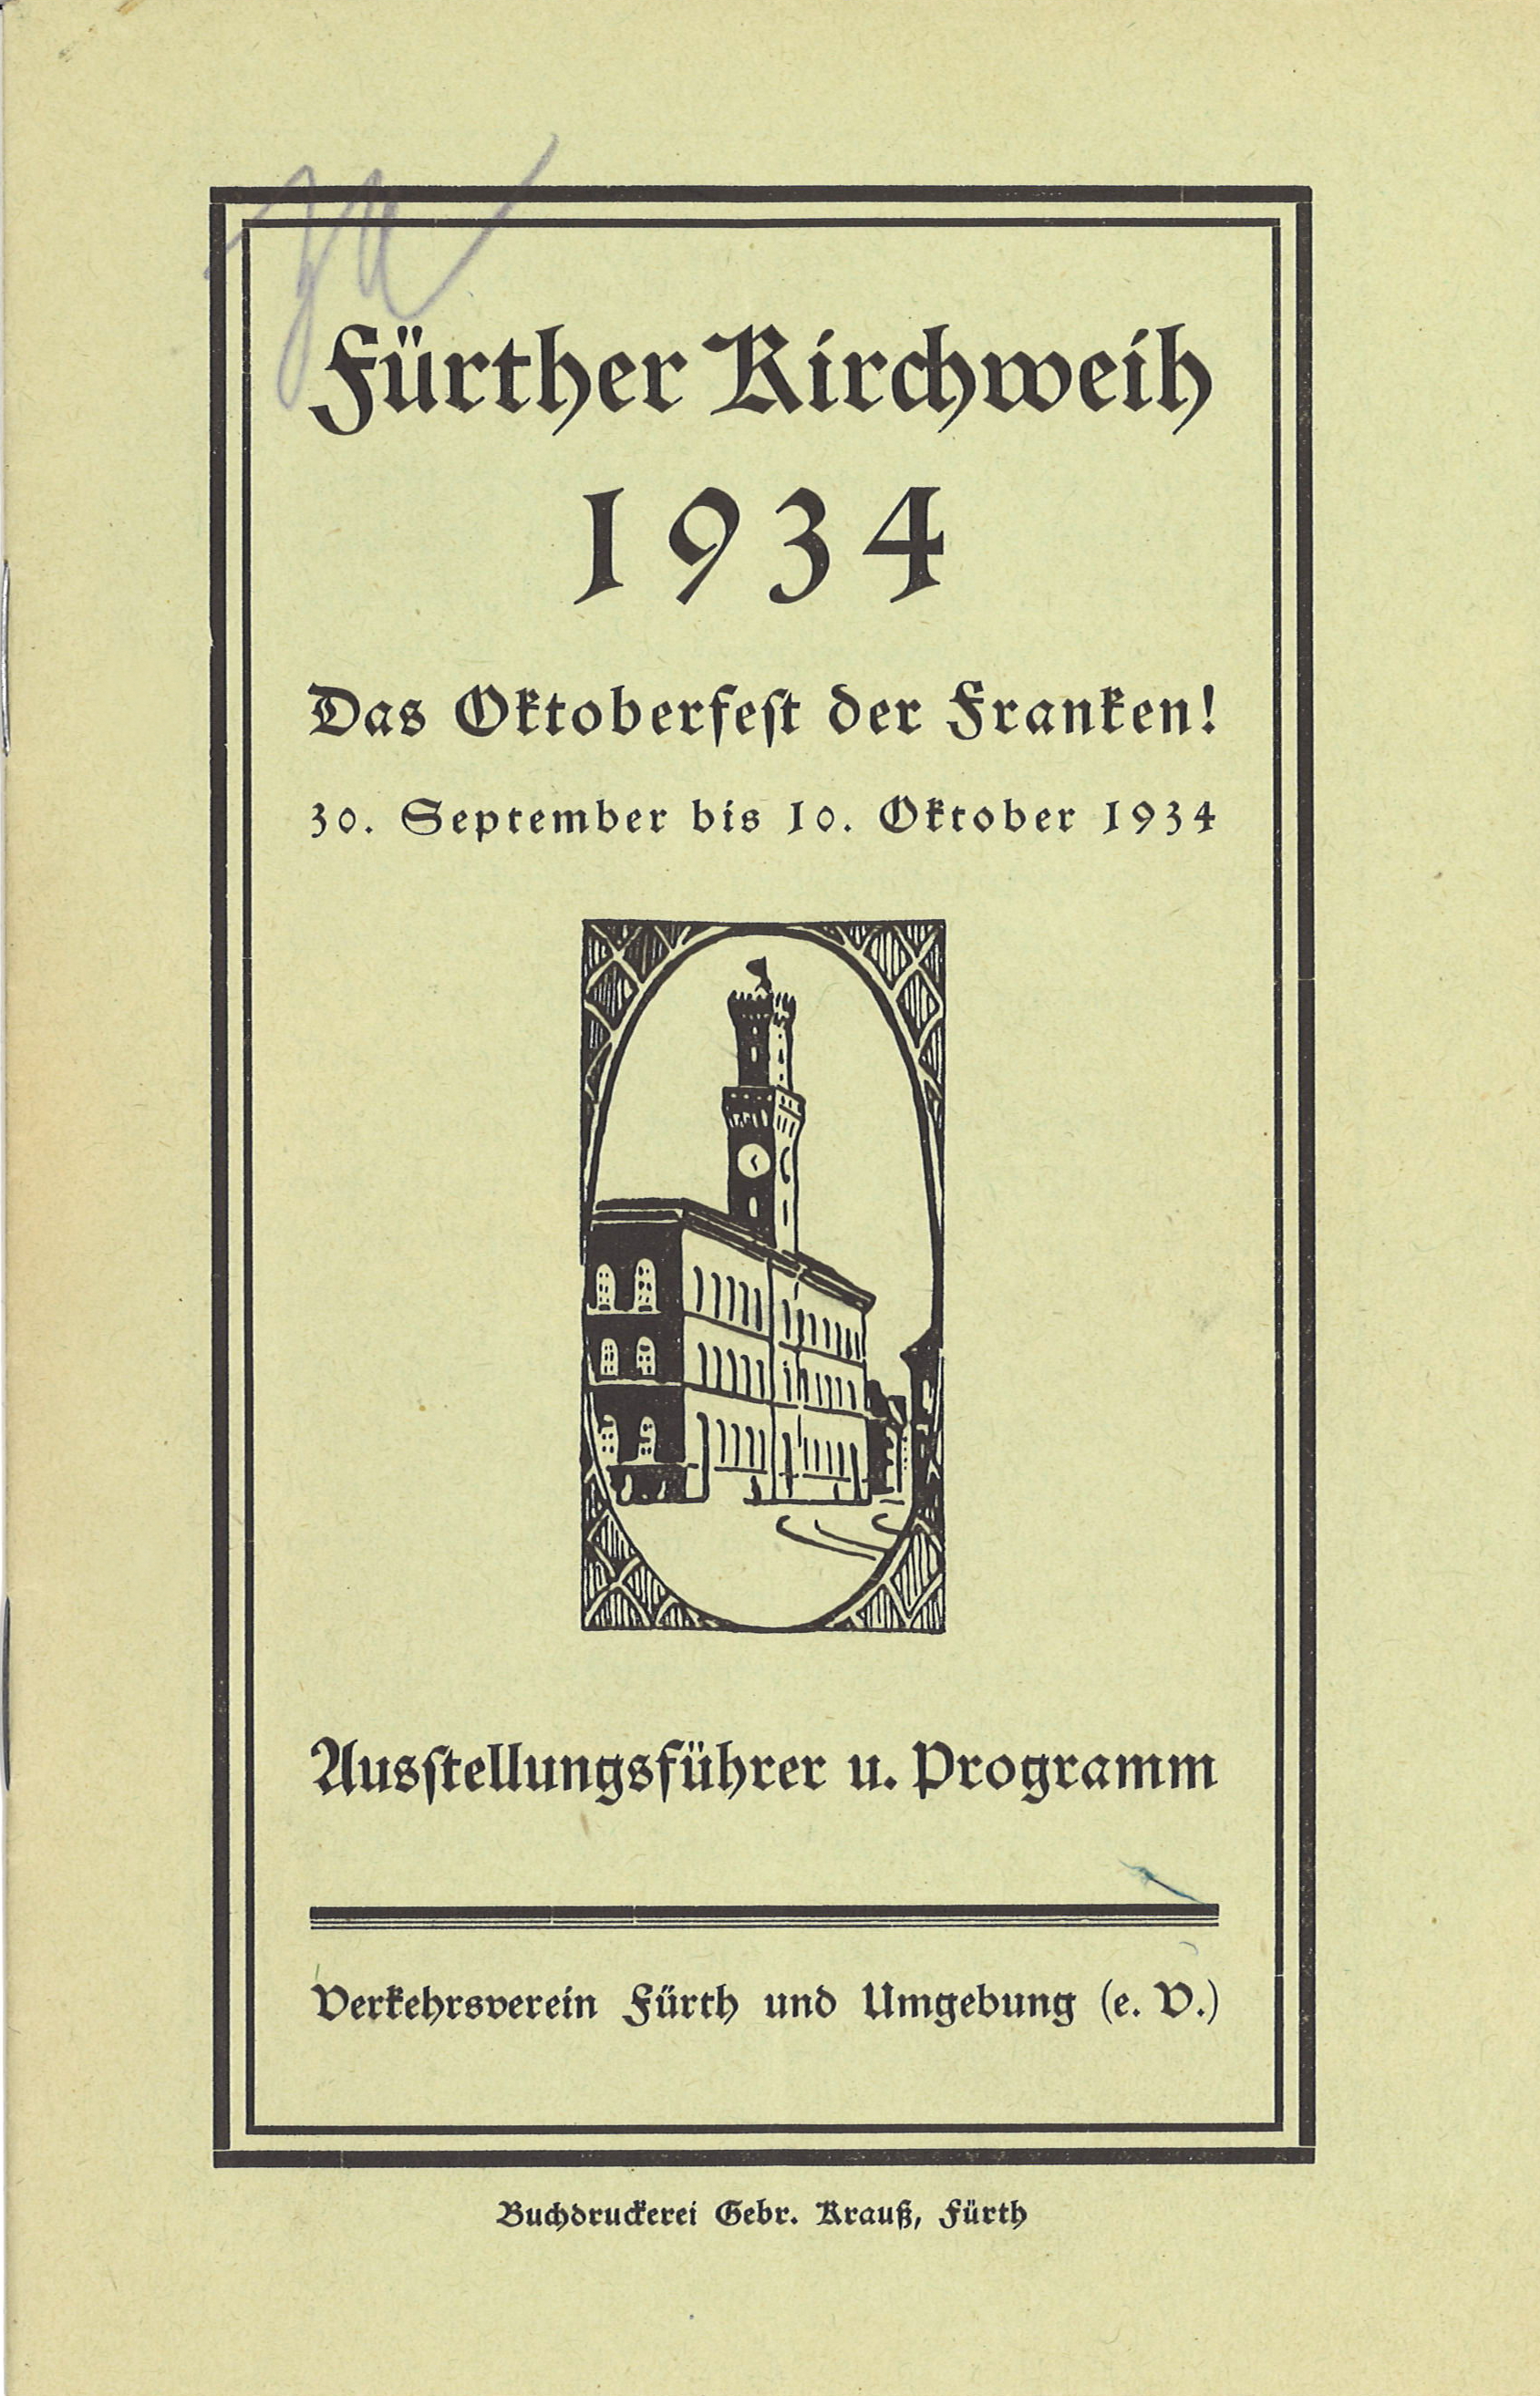 Fürther Kirchweih
1934
Das Oktoberfest der Franken!
30. September bis 10. Oktober 1934
Ausstellungsführer u. Programm
Verkehrsverein Fürth und Umgebung (e. V.)
Buchdruckerei Gebr. Krauß, Fürth